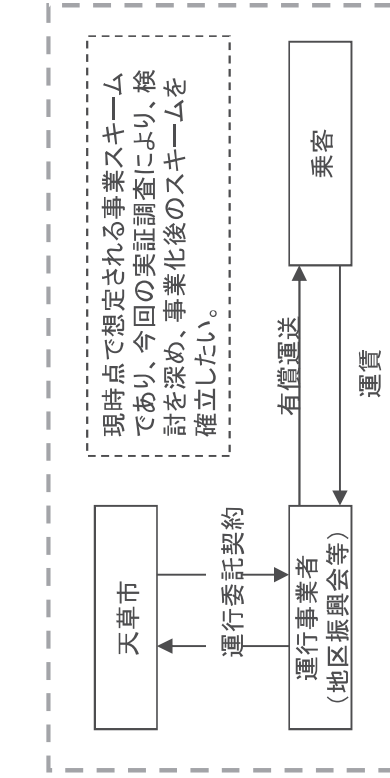 現時点で想定される事業スキーム
であり、今回の実証調査により、検
討を深め、事業化後のスキームを
確立したい。
天草市
運行委託契約
運行事業者
（地区振興会等）
有償運送
運賃
乗客